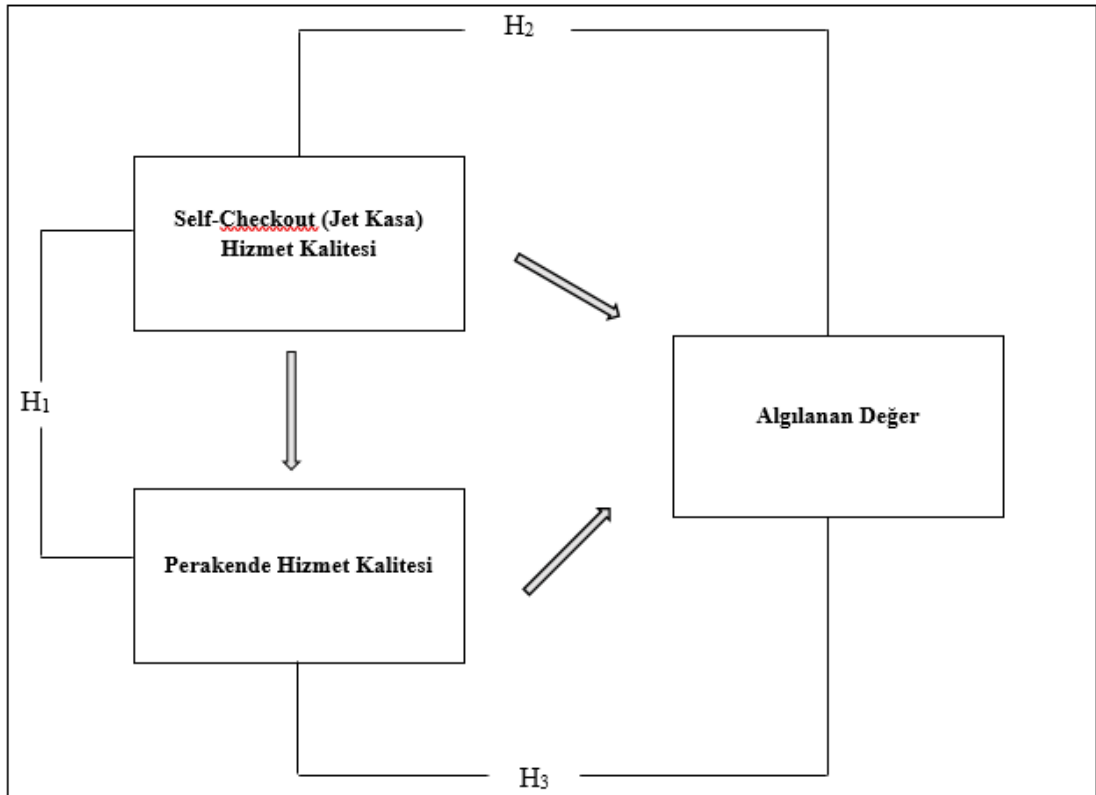 H₂
Self-Checkout (Jet Kasa)
Hizmet Kalitesi
H₁
Algılanan Değer
Perakende Hizmet Kalitesi
H₃